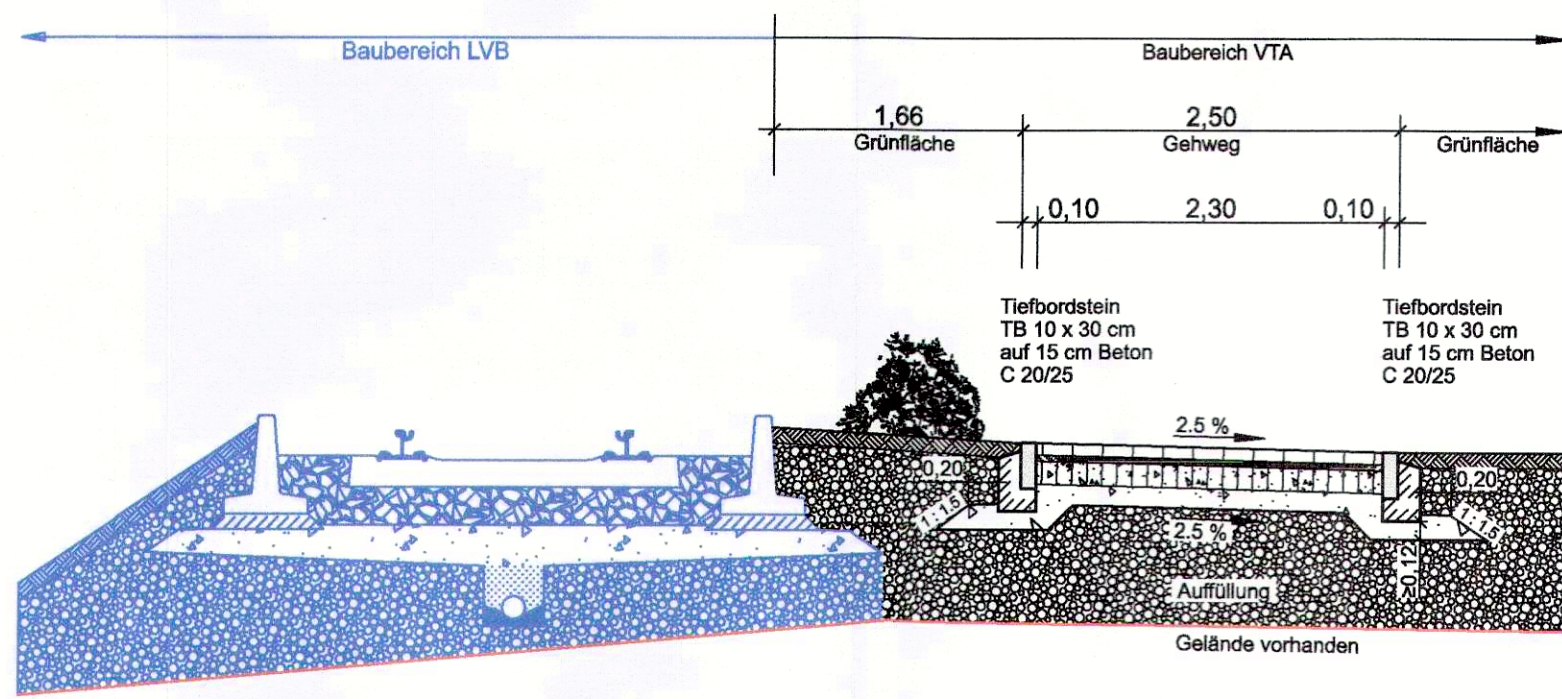 Baubereich LVB
Baubereich VTA
1,66
2,50
Grünfläche
Gehweg
Grünfläche
0,10
2,30
0,10
Tiefbordstein
TB 10 x 30 cm
auf 15 cm Beton
C 20/25
Tiefbordstein
TB 10 x 30 cm
auf 15 cm Beton
C 20/25
2.5 %
0,20
0,20
1:1.5
1:1.5
2.5 %
≥0,12
Auffüllung
Gelände vorhanden